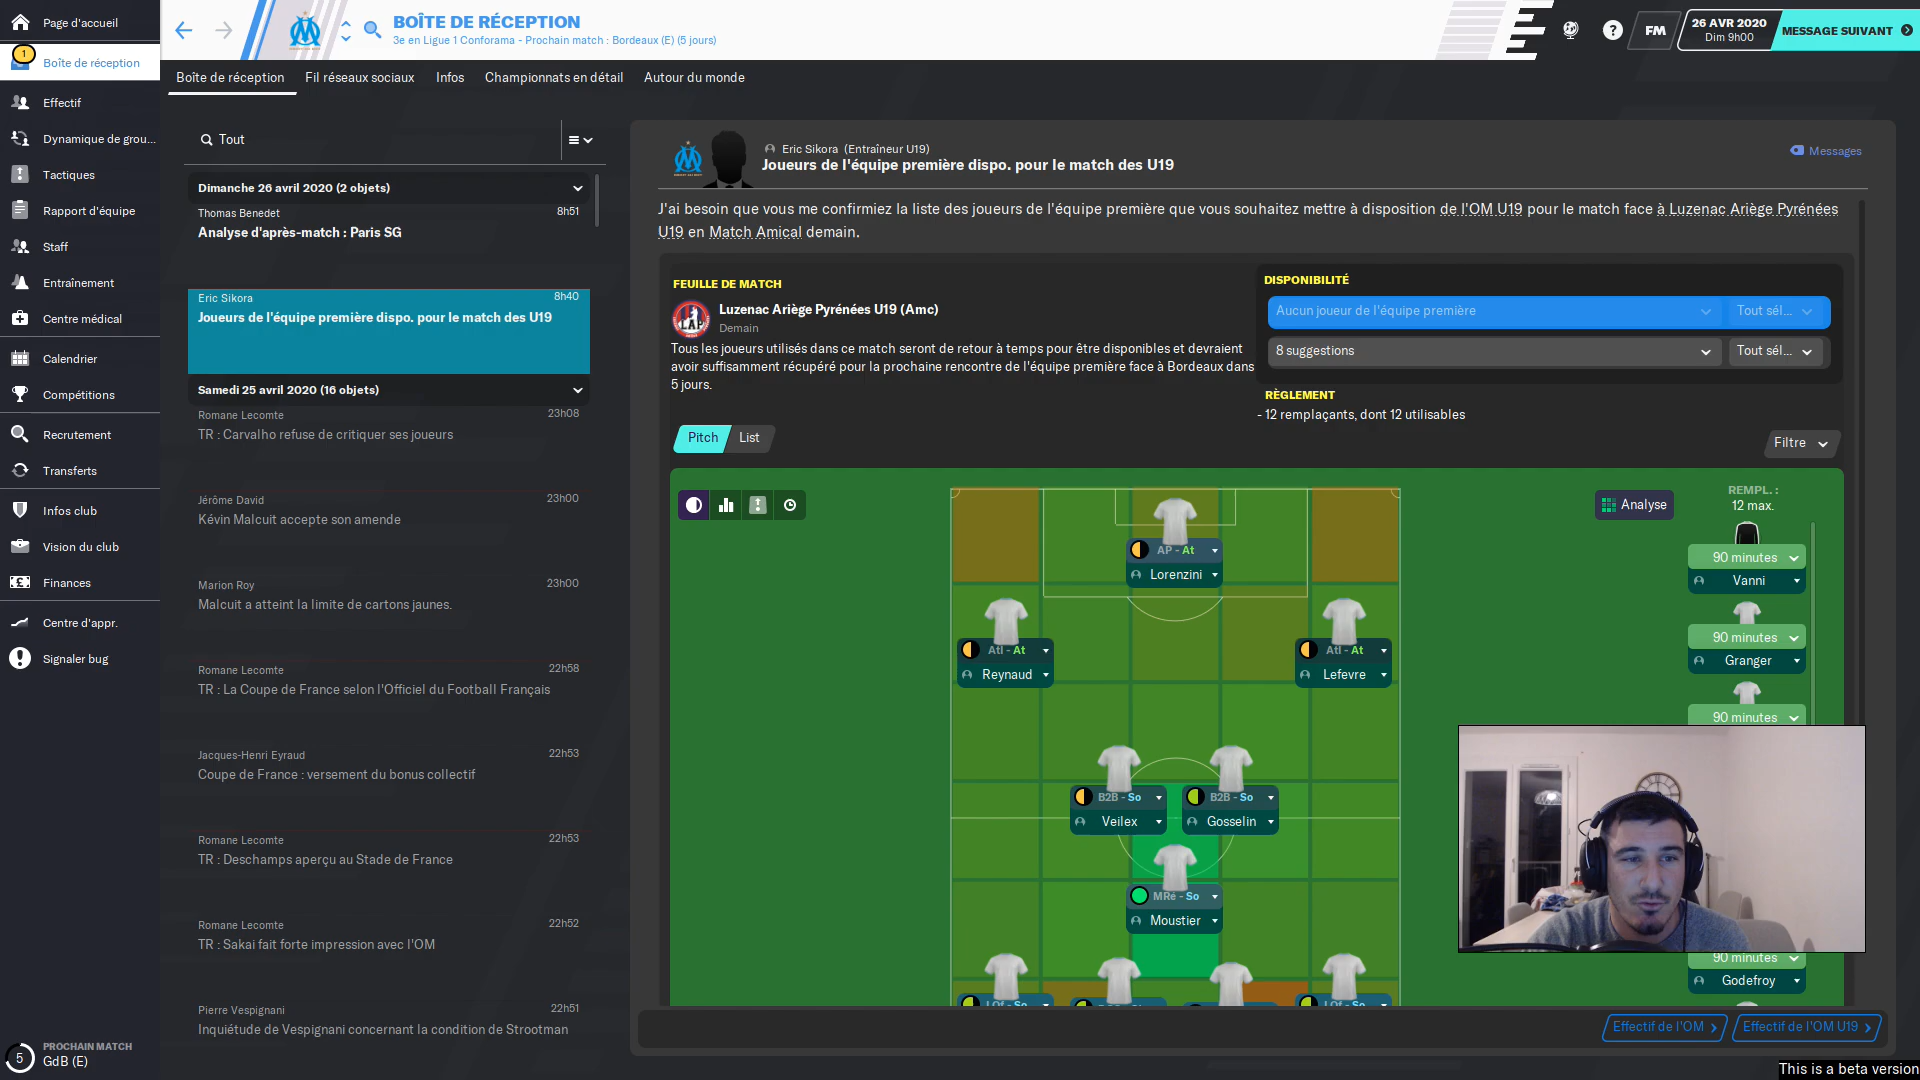 Page d'accueil
1
Boîte de réception
Effectif
Dynamique de grou...
Tactiques
Rapport d'équipe
Staff
Entraînement
Centre médical
Calendrier
Compétitions
Recrutement
Transferts
Infos club
Vision du club
Finances
Centre d'appr.
Signaler bug
5
PROCHAIN MATCH
GdB (E)
BOÎTE DE RÉCEPTION
3e en Ligue 1 Conforama - Prochain match : Bordeaux (E) (5 jours)
?
FM
26 AVR 2020
Dim 9h00
MESSAGE SUIVANT
Boîte de réception
Fil réseaux sociaux
Infos
Championnats en détail
Autour du monde
Tout
Dimanche 26 avril 2020 (2 objets)
Thomas Benedet
8h51
Analyse d'après-match : Paris SG
Eric Sikora
8h40
Joueurs de l'équipe première dispo. pour le match des U19
Samedi 25 avril 2020 (16 objets)
Romane Lecomte
23h08
TR : Carvalho refuse de critiquer ses joueurs
Jérôme David
23h00
Kévin Malcuit accepte son amende
Marion Roy
23h00
Malcuit a atteint la limite de cartons jaunes.
Romane Lecomte
22h58
TR : La Coupe de France selon l'Officiel du Football Français
Jacques-Henri Eyraud
22h53
Coupe de France : versement du bonus collectif
Romane Lecomte
22h53
TR : Deschamps aperçu au Stade de France
Romane Lecomte
22h52
TR : Sakai fait forte impression avec l'OM
Pierre Vespignani
22h51
Inquiétude de Vespignani concernant la condition de Strootman
Eric Sikora (Entraîneur U19)
Joueurs de l'équipe première dispo. pour le match des U19
Messages
J'ai besoin que vous me confirmiez la liste des joueurs de l'équipe première que vous souhaitez mettre à disposition de l'OM U19 pour le match face à Luzenac Ariège Pyrénées
U19 en Match Amical demain.
FEUILLE DE MATCH
LAP
Luzenac Ariège Pyrénées U19 (Amc)
Demain
Tous les joueurs utilisés dans ce match seront de retour à temps pour être disponibles et devraient
avoir suffisamment récupéré pour la prochaine rencontre de l'équipe première face à Bordeaux dans
5 jours.
DISPONIBILITÉ
Aucun joueur de l'équipe première
Tout sél...
8 suggestions
Tout sél...
RÈGLEMENT
- 12 remplaçants, dont 12 utilisables
Pitch
List
Filtre
Analyse
REMPL. :
12 max.
AP - At
Lorenzini
AtI - At
Reynaud
AtI - At
Lefevre
B2B - So
Veilex
B2B - So
Gosselin
MRé - So
Moustier
90 minutes
Vanni
90 minutes
Granger
90 minutes
90 minutes
Godefroy
Effectif de l'OM
Effectif de l'OM U19
This is a beta version